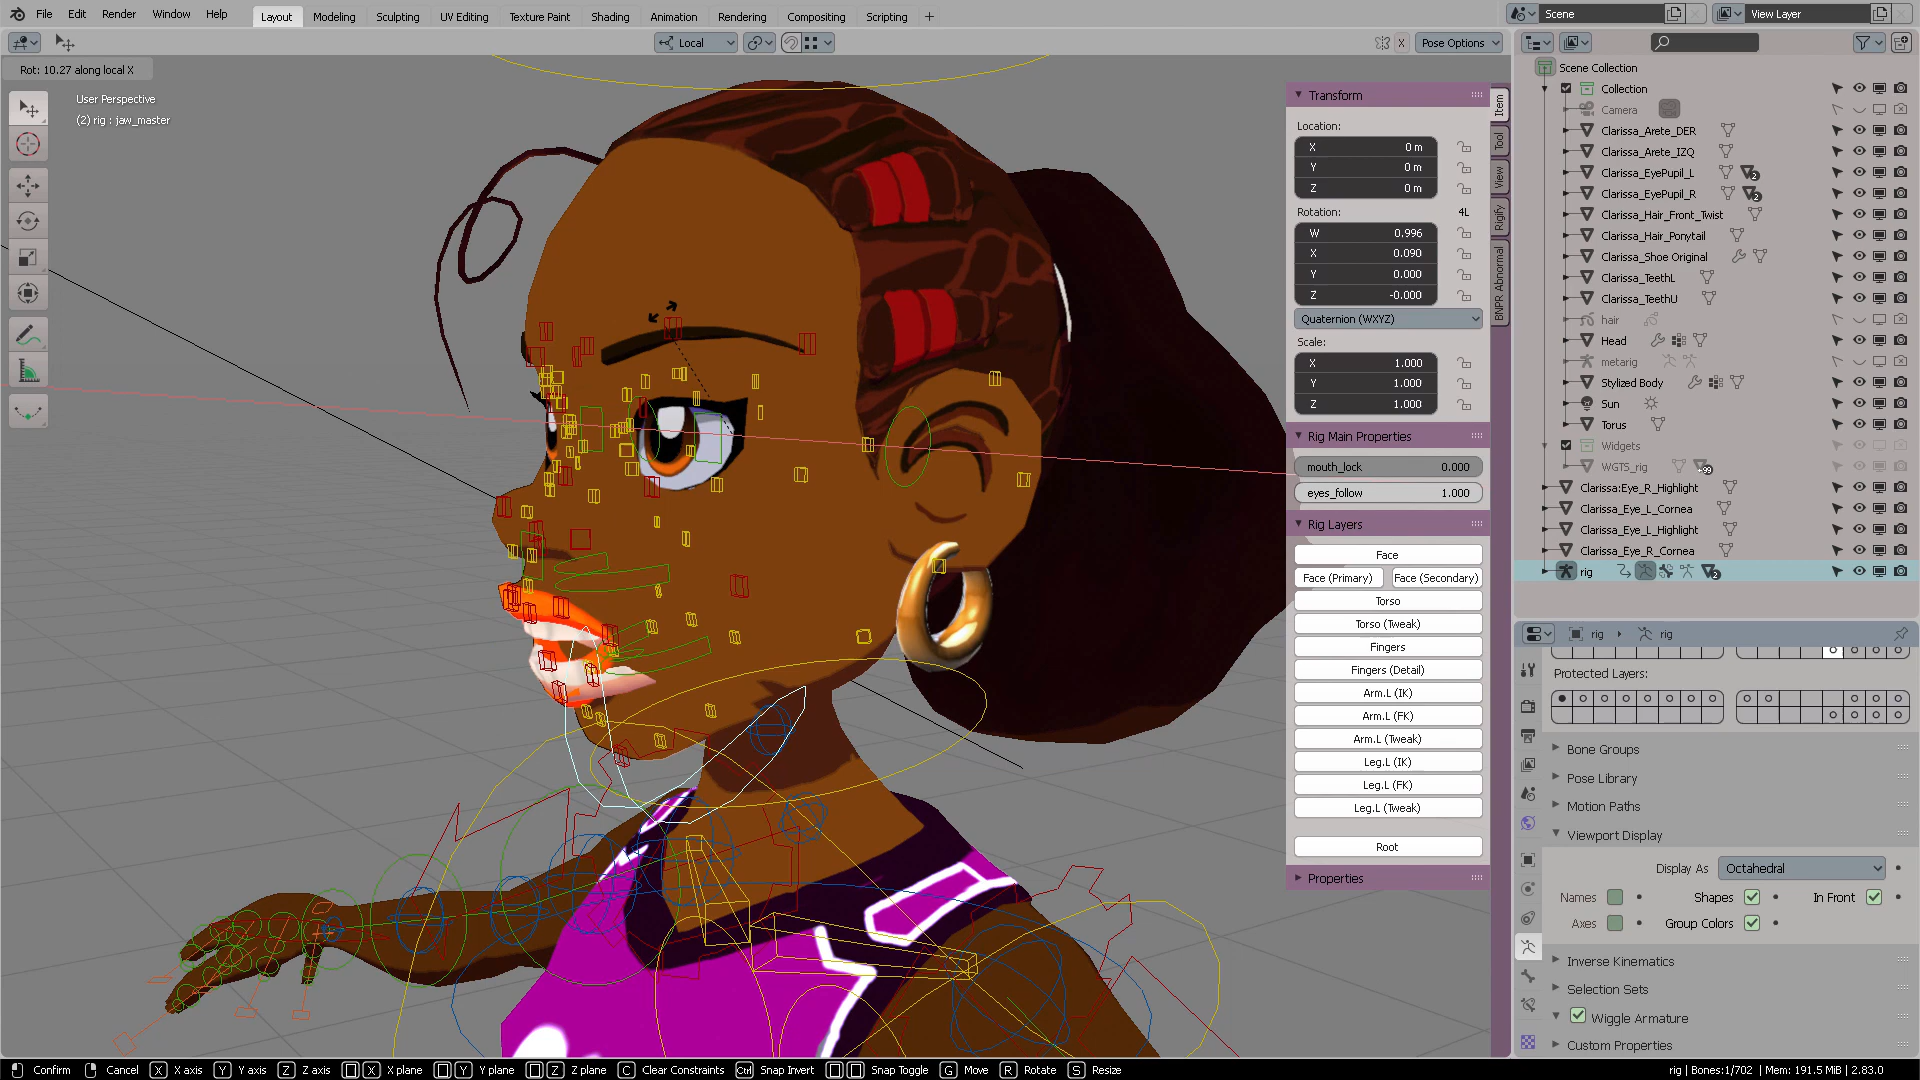 File Edit Render Window Help
Layout Modeling Sculpting UV Editing Texture Paint Shading Animation Rendering Compositing Scripting +
Scene
View Layer
Local
X
Pose Options
Rot: 10.27 along local X
User Perspective
(2) rig : jaw_master
Transform
Location:
X 0 m
Y 0 m
Z 0 m
Rotation: 4L
W 0.996
X 0.090
Y 0.000
Z -0.000
Quaternion (WXYZ)
Scale:
X 1.000
Y 1.000
Z 1.000
Rig Main Properties
mouth_lock 0.000
eyes_follow 1.000
Rig Layers
Face
Face (Primary) Face (Secondary)
Torso
Torso (Tweak)
Fingers
Fingers (Detail)
Arm.L (IK)
Arm.L (FK)
Arm.L (Tweak)
Leg.L (IK)
Leg.L (FK)
Leg.L (Tweak)
Root
Properties
Item
Tool
View
Rigify
BNPR Abnormal
Scene Collection
Collection
Camera
Clarissa_Arete_DER
Clarissa_Arete_IZQ
Clarissa_EyePupil_L 2
Clarissa_EyePupil_R 2
Clarissa_Hair_Front_Twist
Clarissa_Hair_Ponytail
Clarissa_Shoe Original
Clarissa_TeethL
Clarissa_TeethU
hair
Head
metarig
Stylized Body
Sun
Torus
Widgets
WGTS_rig +99
Clarissa:Eye_R_Highlight
Clarissa_Eye_L_Cornea
Clarissa_Eye_L_Highlight
Clarissa_Eye_R_Cornea
rig 2
rig rig
Protected Layers:
Bone Groups
Pose Library
Motion Paths
Viewport Display
Display As Octahedral
Names Shapes In Front
Axes Group Colors
Inverse Kinematics
Selection Sets
Wiggle Armature
Custom Properties
Confirm Cancel X X axis Y Y axis Z Z axis X X plane Y Y plane Z Z plane C Clear Constraints Ctrl Snap Invert Snap Toggle G Move R Rotate S Resize
rig | Bones:1/702 | Mem: 191.5 MiB | 2.83.0